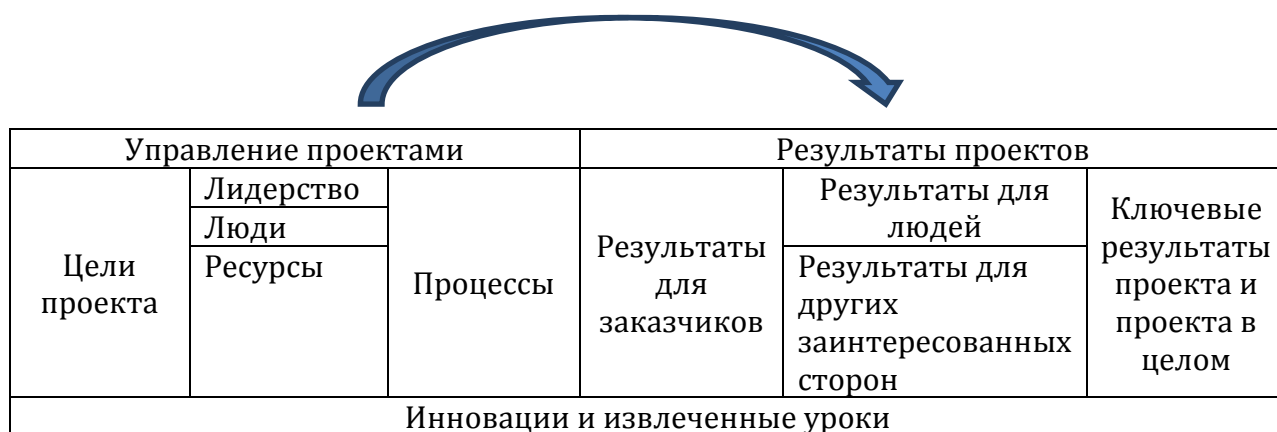 Управление проектами
Результаты проектов
Цели
проекта
Лидерство
Люди
Ресурсы
Процессы
Результаты
для
заказчиков
Результаты для
людей
Результаты для
других
заинтересованных
сторон
Ключевые
результаты
проекта и
проекта в
целом
Инновации и извлеченные уроки